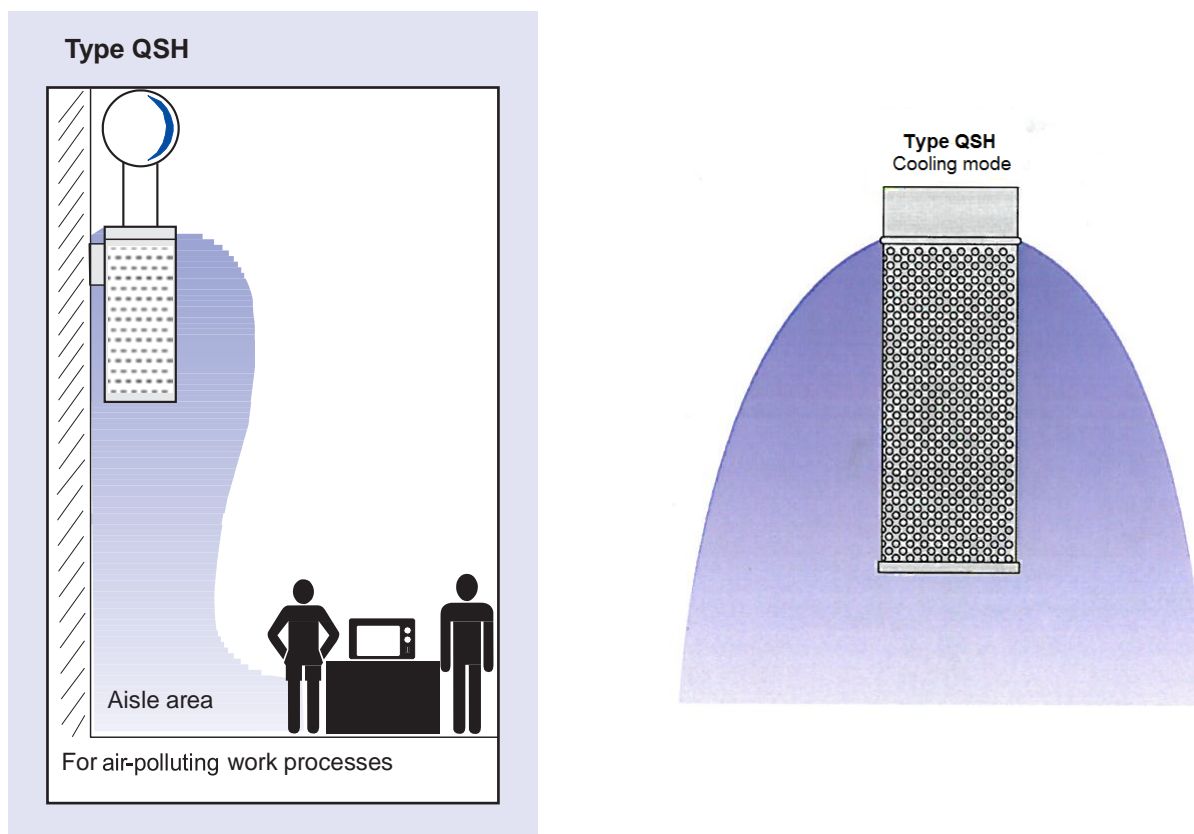 Type QSH
Aisle area
For air-polluting work processes
Type QSH
Cooling mode